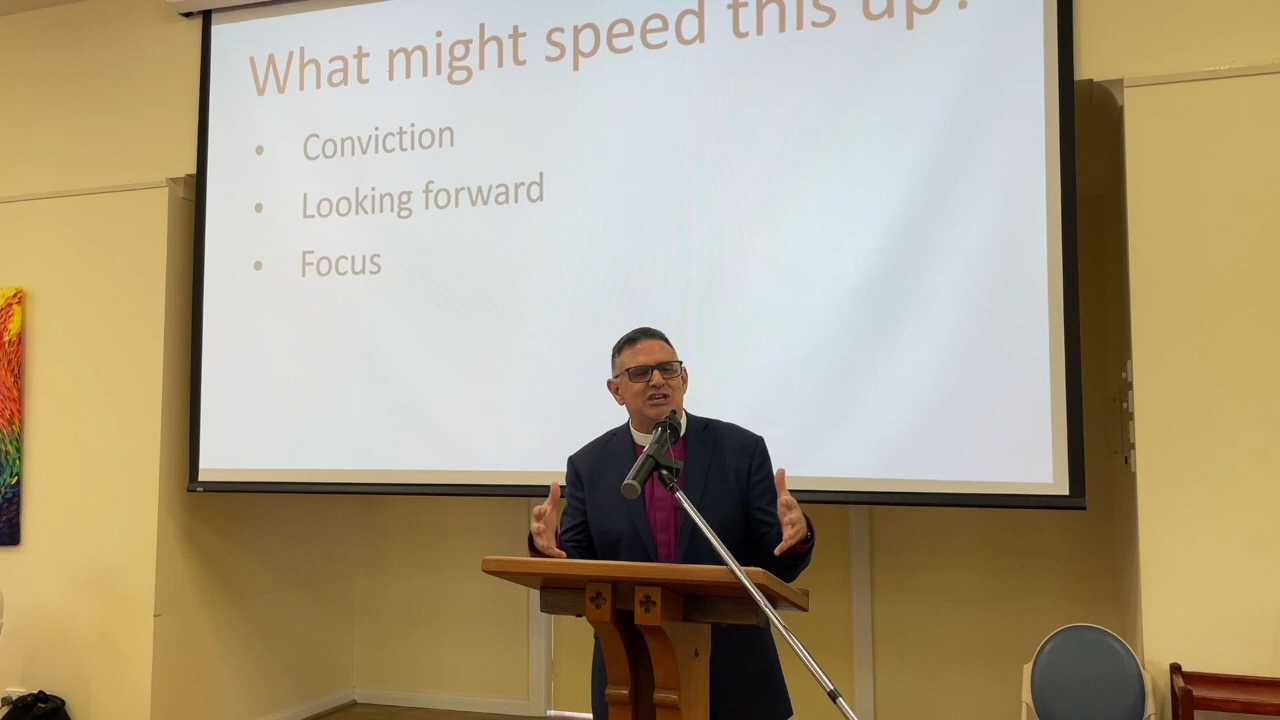 What might speed this up?
• Conviction
• Looking forward
• Focus